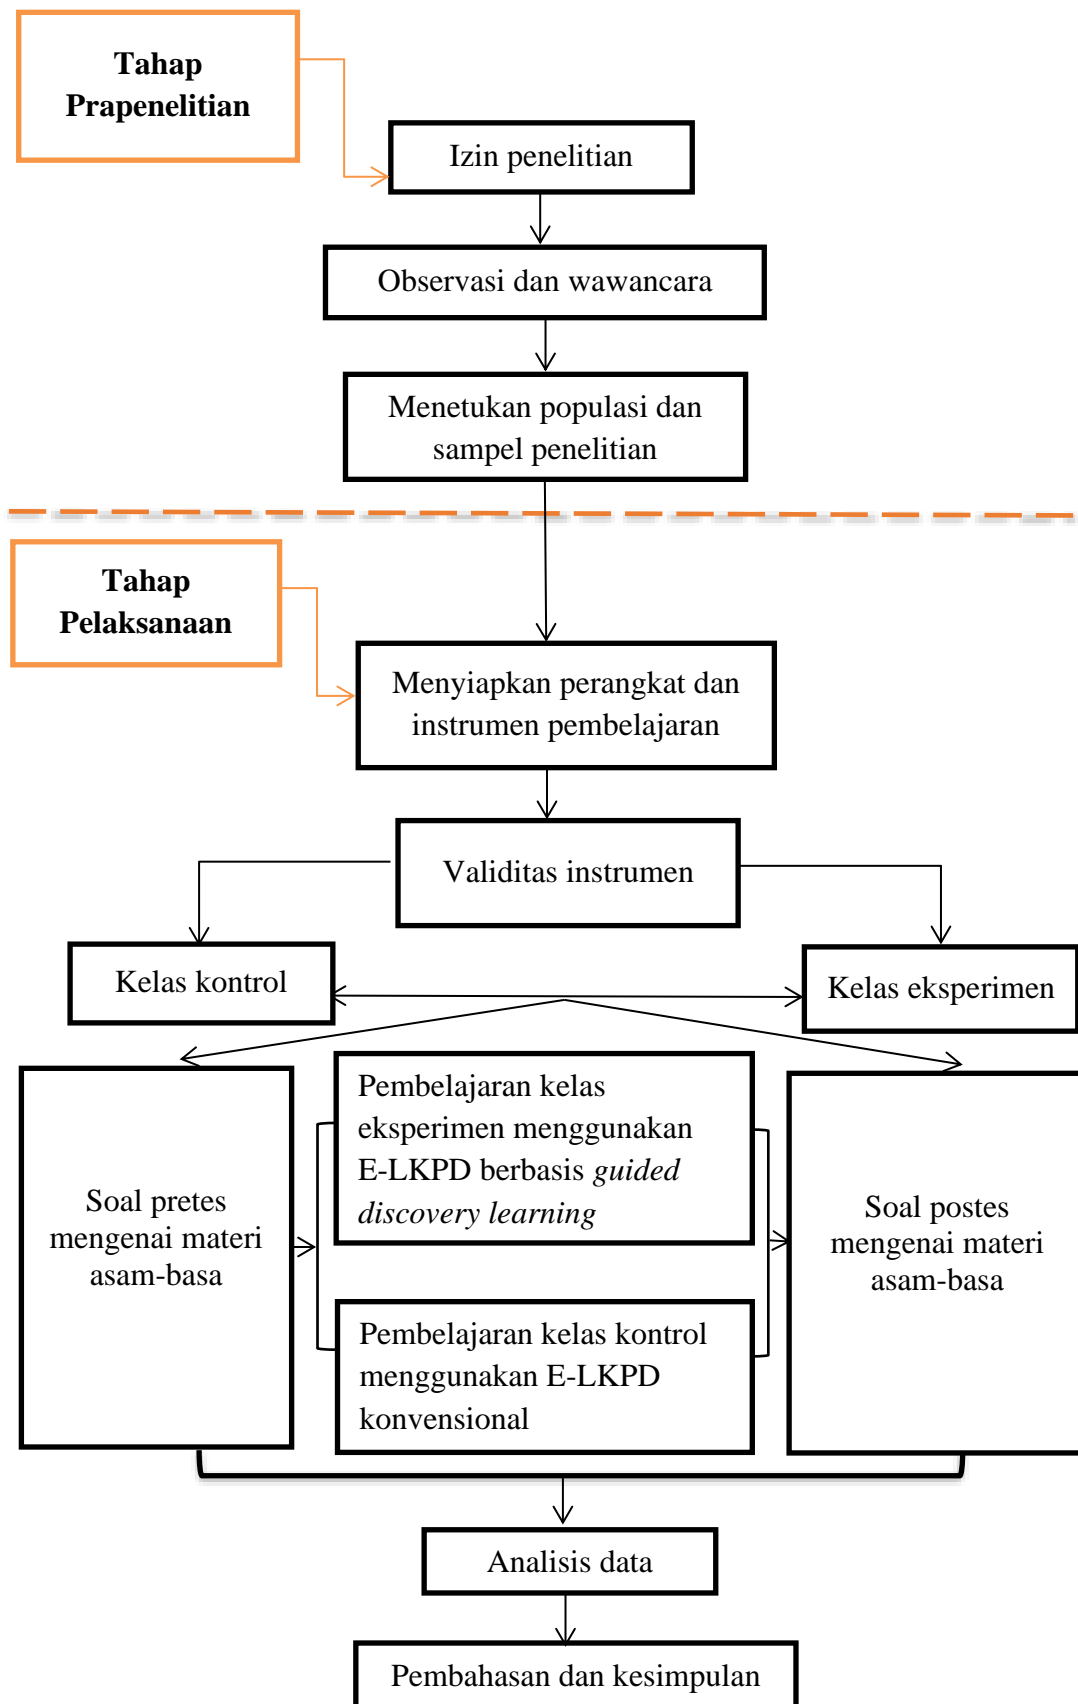 Tahap
Prapenelitian
Izin penelitian
Observasi dan wawancara
Menetukan populasi dan
sampel penelitian
Tahap
Pelaksanaan
Menyiapkan perangkat dan
instrumen pembelajaran
Validitas instrumen
Kelas kontrol
Kelas eksperimen
Soal pretes
mengenai materi
asam-basa
Pembelajaran kelas
eksperimen menggunakan
E-LKPD berbasis guided
discovery learning
Pembelajaran kelas kontrol
menggunakan E-LKPD
konvensional
Soal postes
mengenai materi
asam-basa
Analisis data
Pembahasan dan kesimpulan